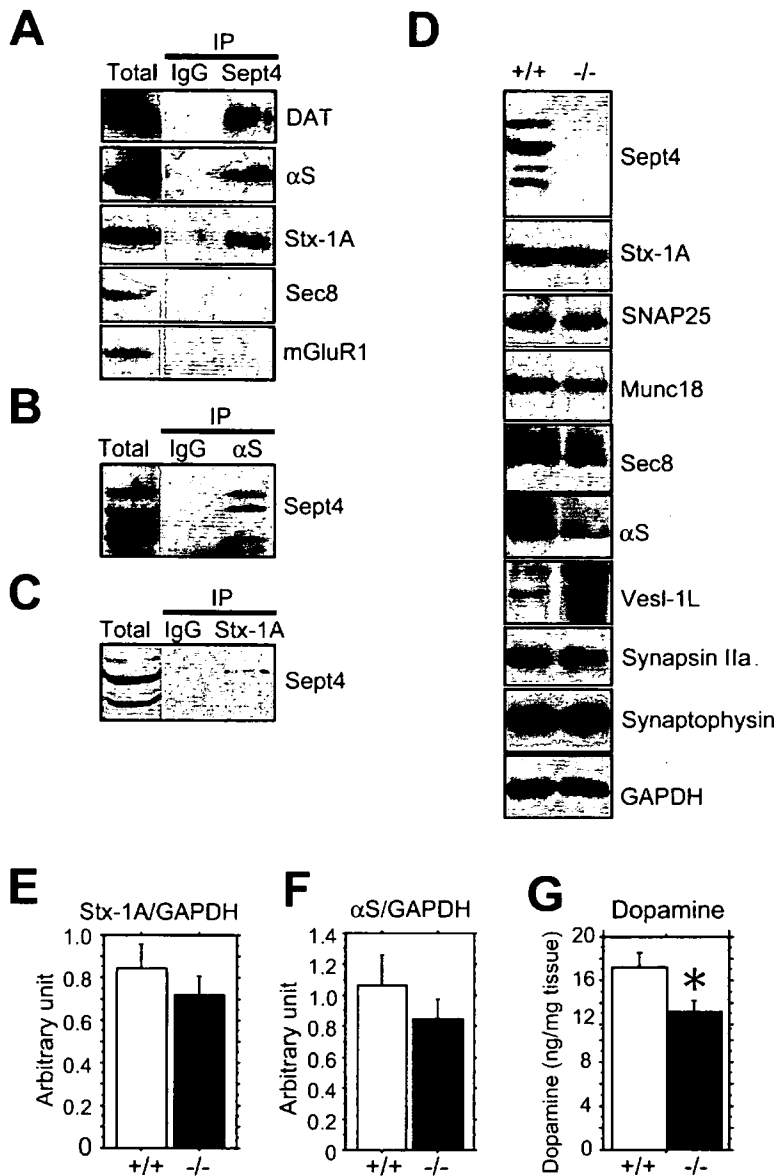 A
IP
Total IgG Sept4
DAT
αS
Stx-1A
Sec8
mGluR1
B
IP
Total IgG αS
Sept4
C
IP
Total IgG Stx-1A
Sept4
D
+/+ -/-
Sept4
Stx-1A
SNAP25
Munc18
Sec8
αS
Vesl-1L
Synapsin IIa
Synaptophysin
GAPDH
E
Stx-1A/GAPDH
Arbitrary unit
1.0
0.8
0.6
0.4
0.2
0
+/+ -/-
F
αS/GAPDH
Arbitrary unit
1.4
1.2
1.0
0.8
0.6
0.4
0.2
0
+/+ -/-
G
Dopamine
Dopamine (ng/mg tissue)
20
16
12
8
4
0
*
+/+ -/-